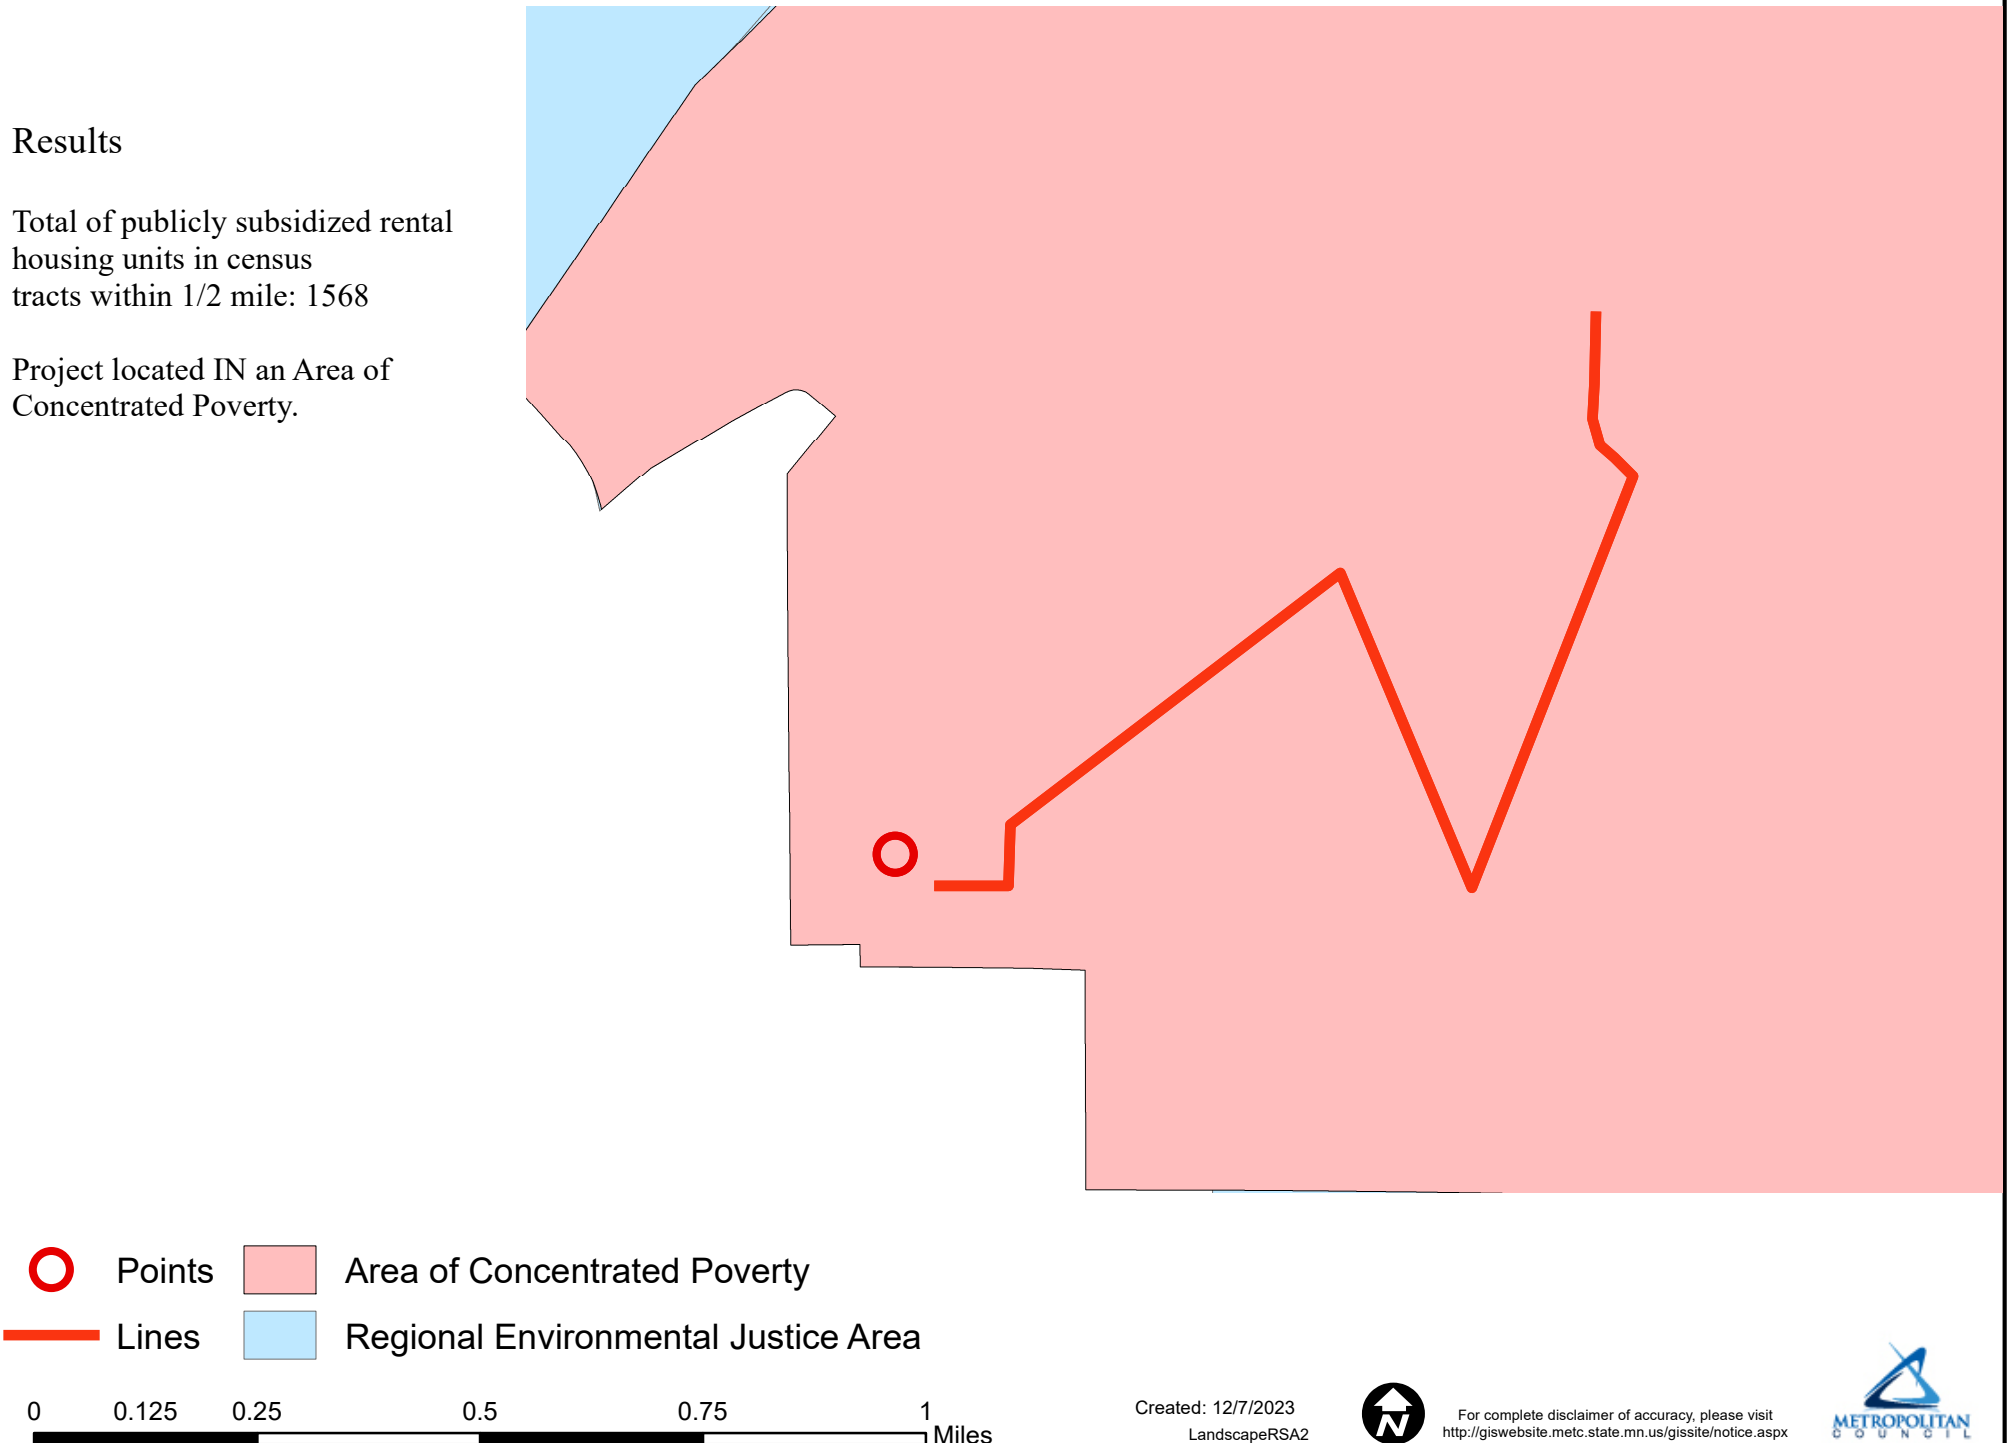 Results
Total of publicly subsidized rental
housing units in census
tracts within 1/2 mile: 1568
Project located IN an Area of
Concentrated Poverty.
Points
Area of Concentrated Poverty
Lines
Regional Environmental Justice Area
0 0.125 0.25 0.5 0.75 1
Miles
Created: 12/7/2023
LandscapeRSA2
N
For complete disclaimer of accuracy, please visit
http://giswebsite.metc.state.mn.us/gissite/notice.aspx
METROPOLITAN
COUNCIL